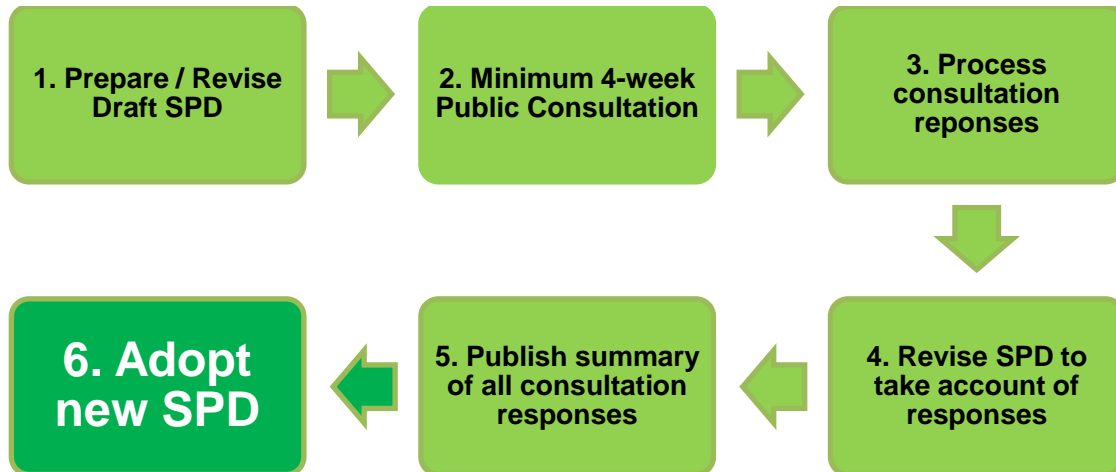 1. Prepare / Revise
Draft SPD
2. Minimum 4-week
Public Consultation
3. Process
consultation
reponses
4. Revise SPD to
take account of
responses
5. Publish summary
of all consultation
responses
6. Adopt
new SPD